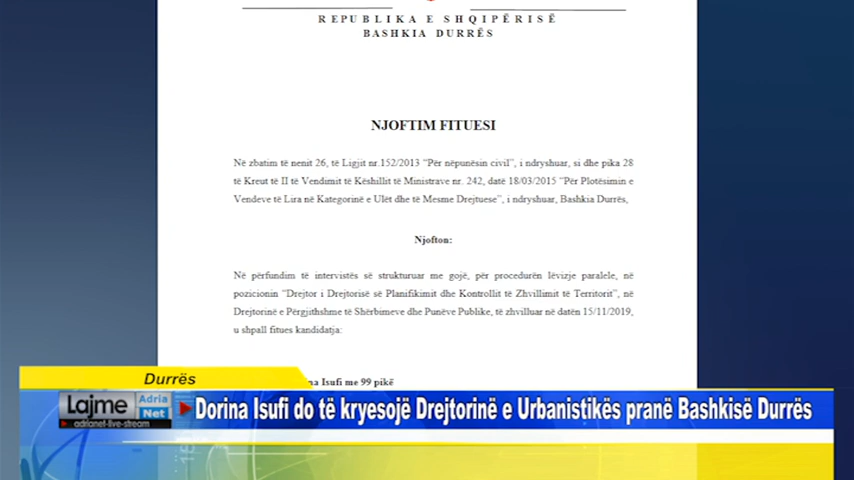 REPUBLIKA E SHQIPËRISË
BASHKIA DURRËS
NJOFTIM FITUESI
Në zbatim të nenit 26, të Ligjit nr.152/2013 “Për nëpunësin civil”, i ndryshuar, si dhe pika 28
të Kreut të II të Vendimit të Këshillit të Ministrave nr. 242, datë 18/03/2015 “Për Plotësimin e
Vendeve të Lira në Kategorinë e Ulët dhe të Mesme Drejtuese”, i ndryshuar, Bashkia Durrës,
Njofton:
Në përfundim të intervistës së strukturuar me gojë, për procedurën lëvizje paralele, në
pozicionin “Drejtor i Drejtorisë së Planifikimit dhe Kontrollit të Zhvillimit të Territorit”, në
Drejtorinë e Përgjithshme të Shërbimeve dhe Punëve Publike, të zhvilluar në datën 15/11/2019,
u shpall fitues kandidatja:
na Isufi me 99 pikë
Durrës
Lajme Adria Net
adrianet-live-stream
Dorina Isufi do të kryesojë Drejtorinë e Urbanistikës pranë Bashkisë Durrës